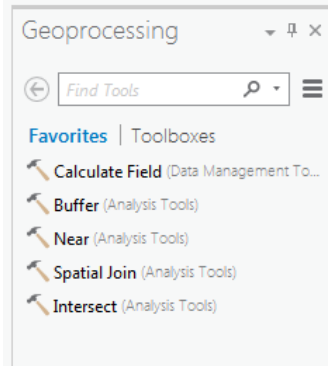 Geoprocessing
Find Tools
Favorites | Toolboxes
Calculate Field (Data Management To...
Buffer (Analysis Tools)
Near (Analysis Tools)
Spatial Join (Analysis Tools)
Intersect (Analysis Tools)